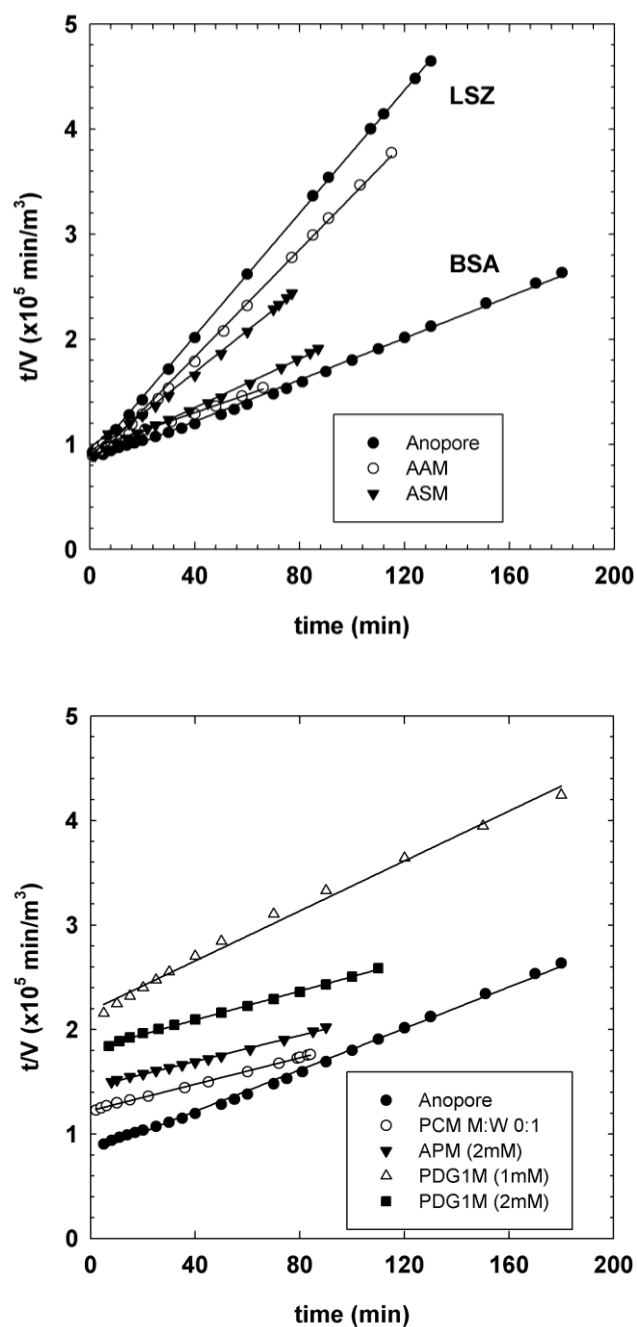 5
4
3
2
1
0
t/V (x10⁵ min/m³)
LSZ
BSA
Anopore
AAM
ASM
0 40 80 120 160 200
time (min)
5
4
3
2
1
0
t/V (x10⁵ min/m³)
Anopore
PCM M:W 0:1
APM (2mM)
PDG1M (1mM)
PDG1M (2mM)
0 40 80 120 160 200
time (min)